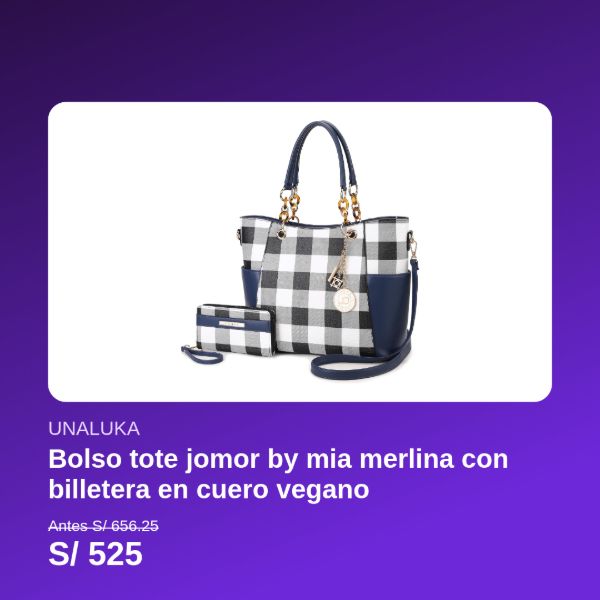 UNALUKA
Bolso tote jomor by mia merlina con
billetera en cuero vegano
Antes S/ 656.25
S/ 525